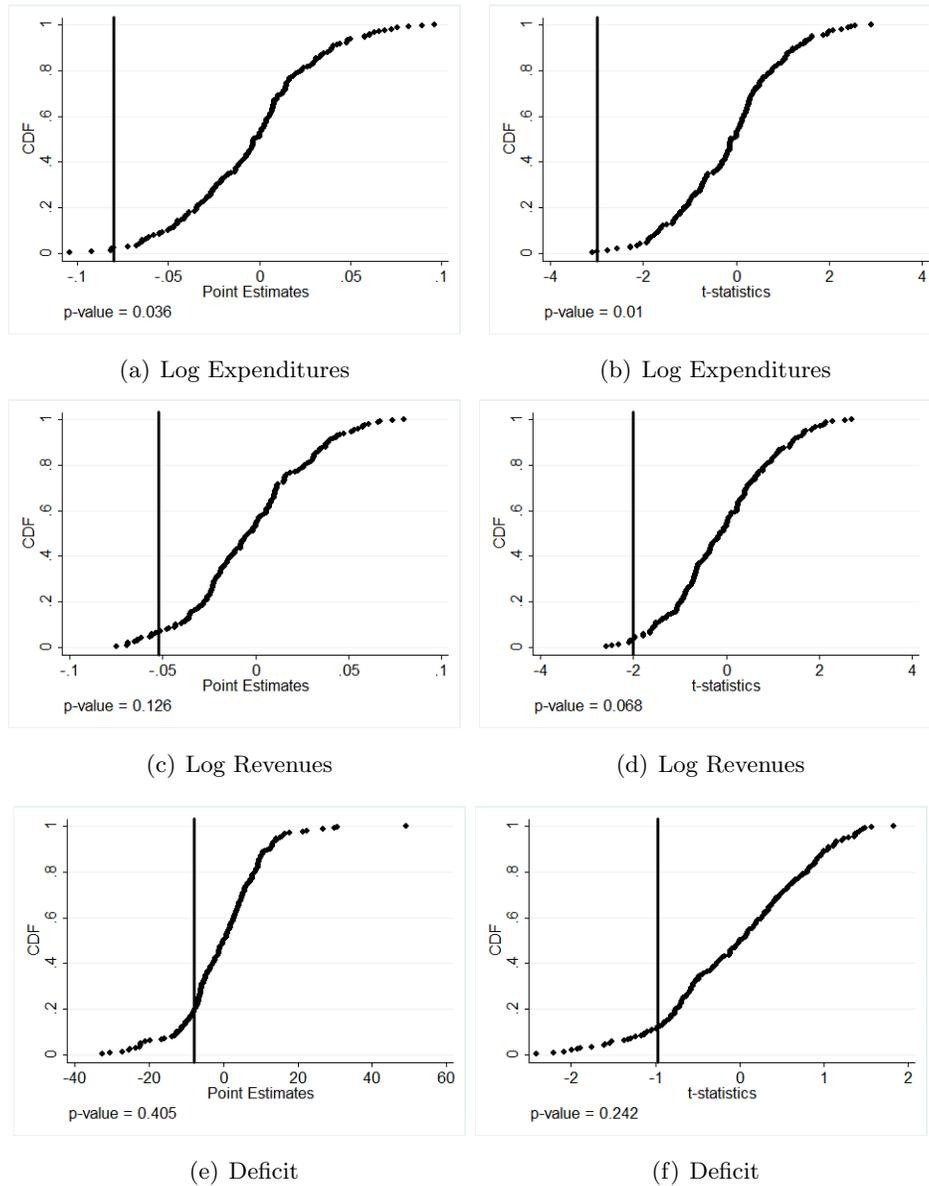 CDF
0 .2 .4 .6 .8 1
-.1 -.05 0 .05 .1
Point Estimates
p-value = 0.036
CDF
0 .2 .4 .6 .8 1
-4 -2 0 2 4
t-statistics
p-value = 0.01
(a) Log Expenditures
(b) Log Expenditures
CDF
0 .2 .4 .6 .8 1
-.1 -.05 0 .05 .1
Point Estimates
p-value = 0.126
CDF
0 .2 .4 .6 .8 1
-4 -2 0 2 4
t-statistics
p-value = 0.068
(c) Log Revenues
(d) Log Revenues
CDF
0 .2 .4 .6 .8 1
-40 -20 0 20 40 60
Point Estimates
p-value = 0.405
CDF
0 .2 .4 .6 .8 1
-2 -1 0 1 2
t-statistics
p-value = 0.242
(e) Deficit
(f) Deficit